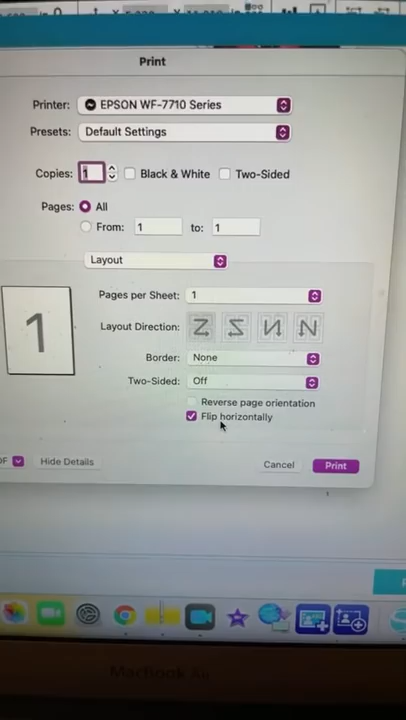 Print
Printer: EPSON WF-7710 Series
Presets: Default Settings
Copies: 1 Black & White Two-Sided
Pages: All
From: 1 to: 1
Layout
Pages per Sheet: 1
1
Layout Direction:
Border: None
Two-Sided: Off
Reverse page orientation
Flip horizontally
Hide Details Cancel Print
MacBook Air